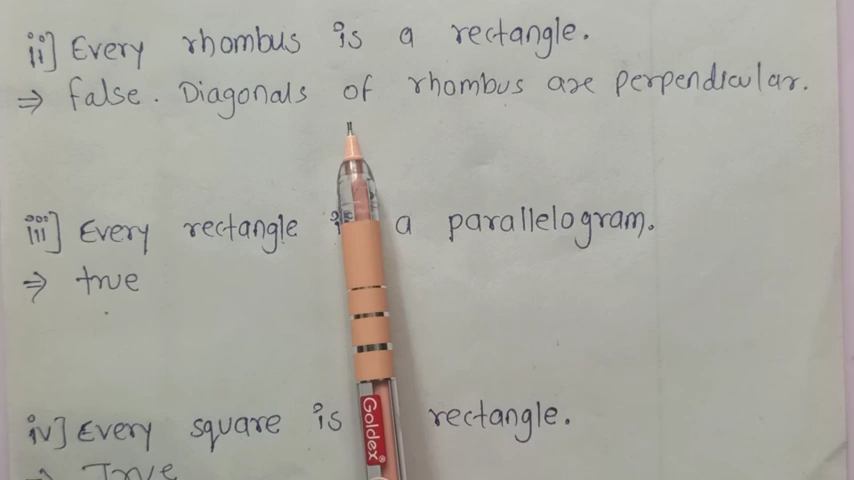 ii] Every rhombus is a rectangle.
⇒ false. Diagonals of rhombus are perpendicular.
iii] Every rectangle a parallelogram.
⇒ true
iv] Every square is rectangle.
⇒ True
Goldex®